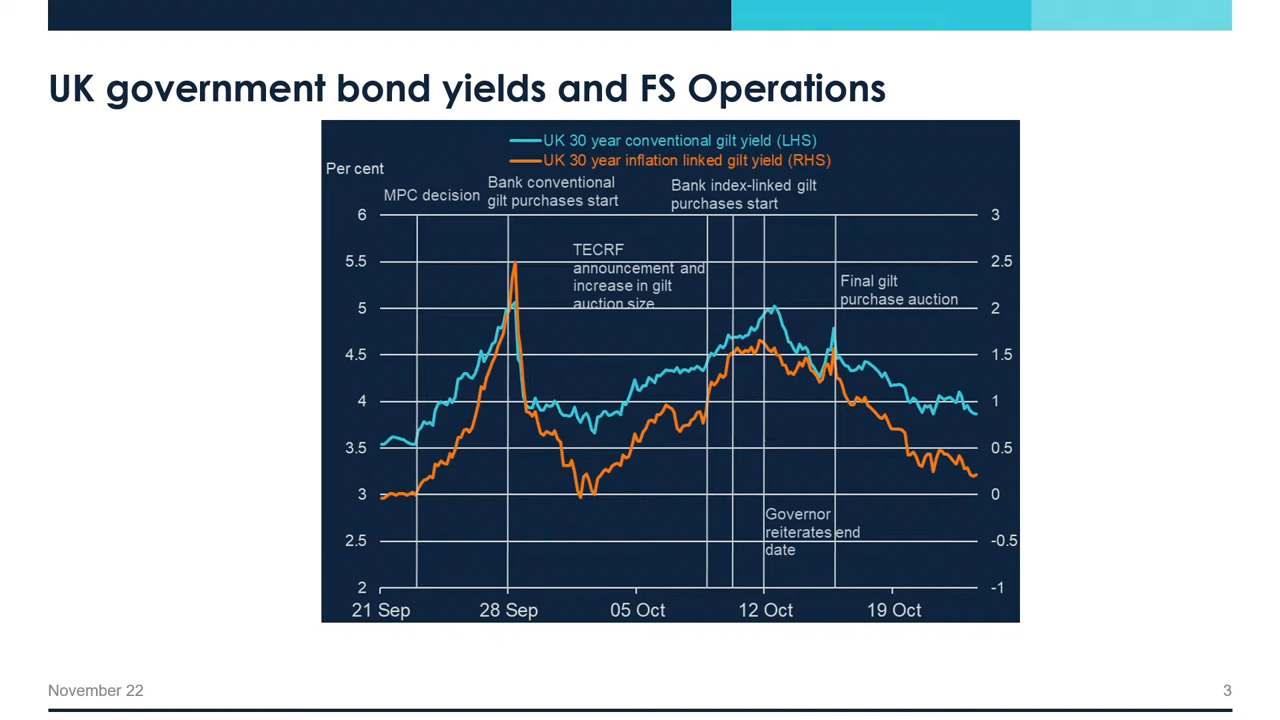 UK government bond yields and FS Operations
UK 30 year conventional gilt yield (LHS)
UK 30 year inflation linked gilt yield (RHS)
Per cent
MPC decision
Bank conventional
gilt purchases start
Bank index-linked gilt
purchases start
TECRF
announcement and
increase in gilt
auction size
Final gilt
purchase auction
Governor
reiterates end
date
6
5.5
5
4.5
4
3.5
3
2.5
2
3
2.5
2
1.5
1
0.5
0
-0.5
-1
21 Sep
28 Sep
05 Oct
12 Oct
19 Oct
November 22
3